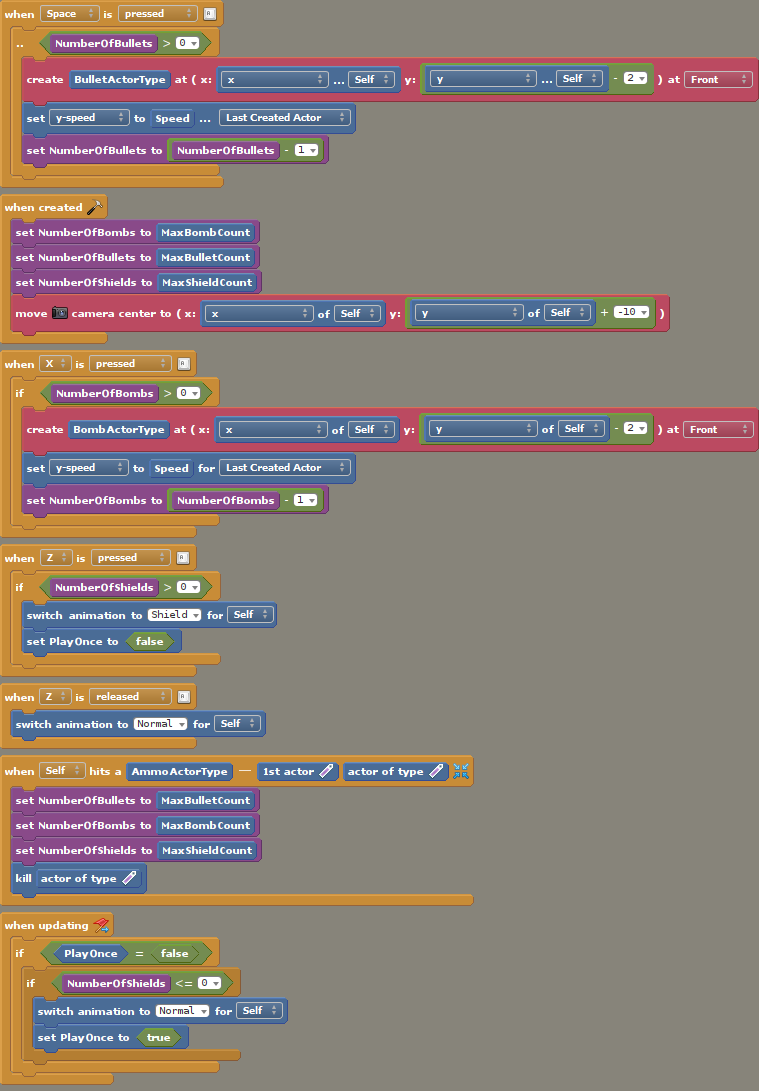 when Space is pressed
.. NumberOfBullets > 0
create BulletActorType at ( x: x ... Self y: y ... Self - 2 ) at Front
set y-speed to Speed ... Last Created Actor
set NumberOfBullets to NumberOfBullets - 1
when created
set NumberOfBombs to MaxBombCount
set NumberOfBullets to MaxBulletCount
set NumberOfShields to MaxShieldCount
move camera center to ( x: x of Self y: y of Self + -10 )
when X is pressed
if NumberOfBombs > 0
create BombActorType at ( x: x of Self y: y of Self - 2 ) at Front
set y-speed to Speed for Last Created Actor
set NumberOfBombs to NumberOfBombs - 1
when Z is pressed
if NumberOfShields > 0
switch animation to Shield for Self
set PlayOnce to false
when Z is released
switch animation to Normal for Self
when Self hits a AmmoActorType — 1st actor actor of type
set NumberOfBullets to MaxBulletCount
set NumberOfBombs to MaxBombCount
set NumberOfShields to MaxShieldCount
kill actor of type
when updating
if PlayOnce = false
if NumberOfShields <= 0
switch animation to Normal for Self
set PlayOnce to true